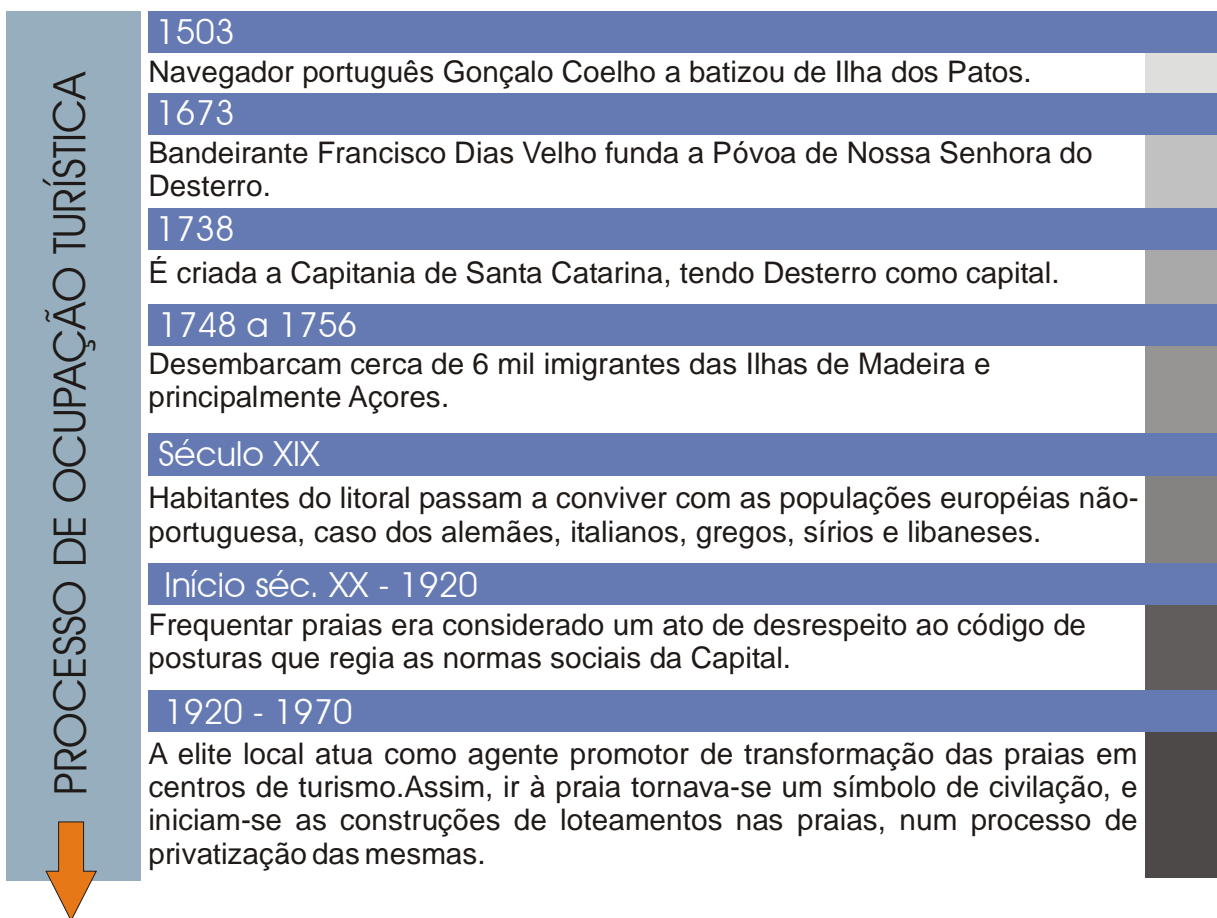 PROCESSO DE OCUPAÇÃO TURÍSTICA
1503
Navegador português Gonçalo Coelho a batizou de Ilha dos Patos.
1673
Bandeirante Francisco Dias Velho funda a Póvoa de Nossa Senhora do
Desterro.
1738
É criada a Capitania de Santa Catarina, tendo Desterro como capital.
1748 a 1756
Desembarcam cerca de 6 mil imigrantes das Ilhas de Madeira e
principalmente Açores.
Século XIX
Habitantes do litoral passam a conviver com as populações européias não-
portuguesa, caso dos alemães, italianos, gregos, sírios e libaneses.
Início séc. XX - 1920
Frequentar praias era considerado um ato de desrespeito ao código de
posturas que regia as normas sociais da Capital.
1920 - 1970
A elite local atua como agente promotor de transformação das praias em
centros de turismo.Assim, ir à praia tornava-se um símbolo de civilação, e
iniciam-se as construções de loteamentos nas praias, num processo de
privatização das mesmas.